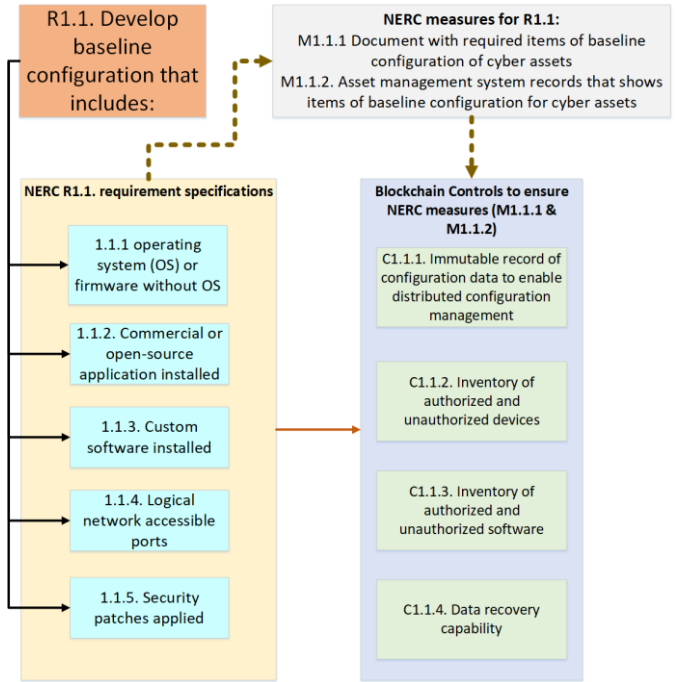 R1.1. Develop
baseline
configuration that
includes:
NERC measures for R1.1:
M1.1.1 Document with required items of baseline
configuration of cyber assets
M1.1.2. Asset management system records that shows
items of baseline configuration for cyber assets
NERC R1.1. requirement specifications
1.1.1 operating
system (OS) or
firmware without OS
1.1.2. Commercial or
open-source
application installed
1.1.3. Custom
software installed
1.1.4. Logical
network accessible
ports
1.1.5. Security
patches applied
Blockchain Controls to ensure
NERC measures (M1.1.1 &
M1.1.2)
C1.1.1. Immutable record of
configuration data to enable
distributed configuration
management
C1.1.2. Inventory of
authorized and
unauthorized devices
C1.1.3. Inventory of
authorized and
unauthorized software
C1.1.4. Data recovery
capability